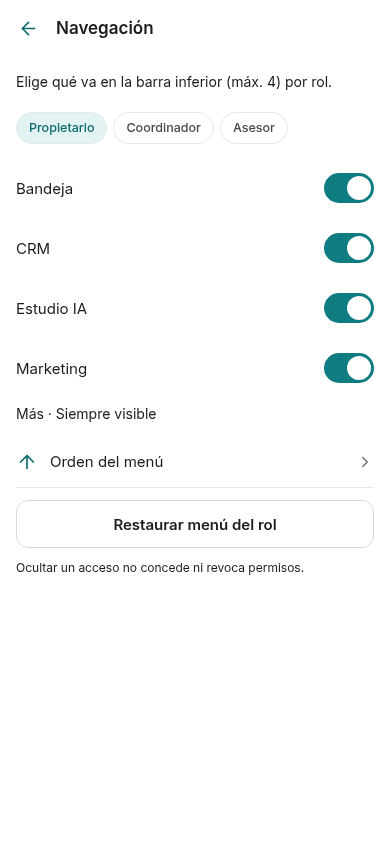 Navegación
Elige qué va en la barra inferior (máx. 4) por rol.
Propietario
Coordinador
Asesor
Bandeja
CRM
Estudio IA
Marketing
Más · Siempre visible
Orden del menú
Restaurar menú del rol
Ocultar un acceso no concede ni revoca permisos.